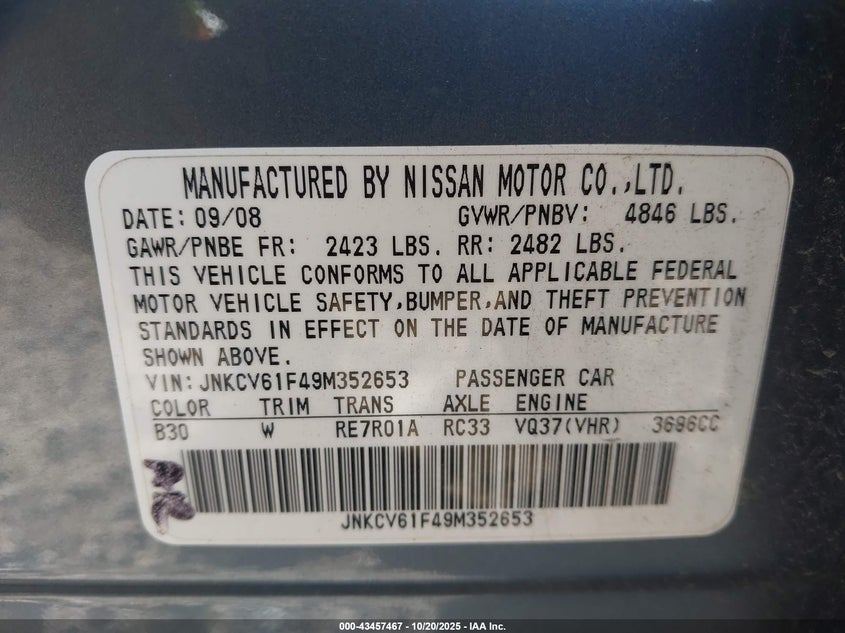 MANUFACTURED BY NISSAN MOTOR CO.,LTD.
DATE: 09/08 GVWR/PNBV: 4846 LBS.
GAWR/PNBE FR: 2423 LBS. RR: 2482 LBS.
THIS VEHICLE CONFORMS TO ALL APPLICABLE FEDERAL
MOTOR VEHICLE SAFETY,BUMPER,AND THEFT PREVENTION
STANDARDS IN EFFECT ON THE DATE OF MANUFACTURE
SHOWN ABOVE.
VIN: JNKCV61F49M352653 PASSENGER CAR
COLOR TRIM TRANS AXLE ENGINE
B30 W RE7R01A RC33 VQ37(VHR) 3696CC
JNKCV61F49M352653
000-43457467 - 10/20/2025 - IAA Inc.